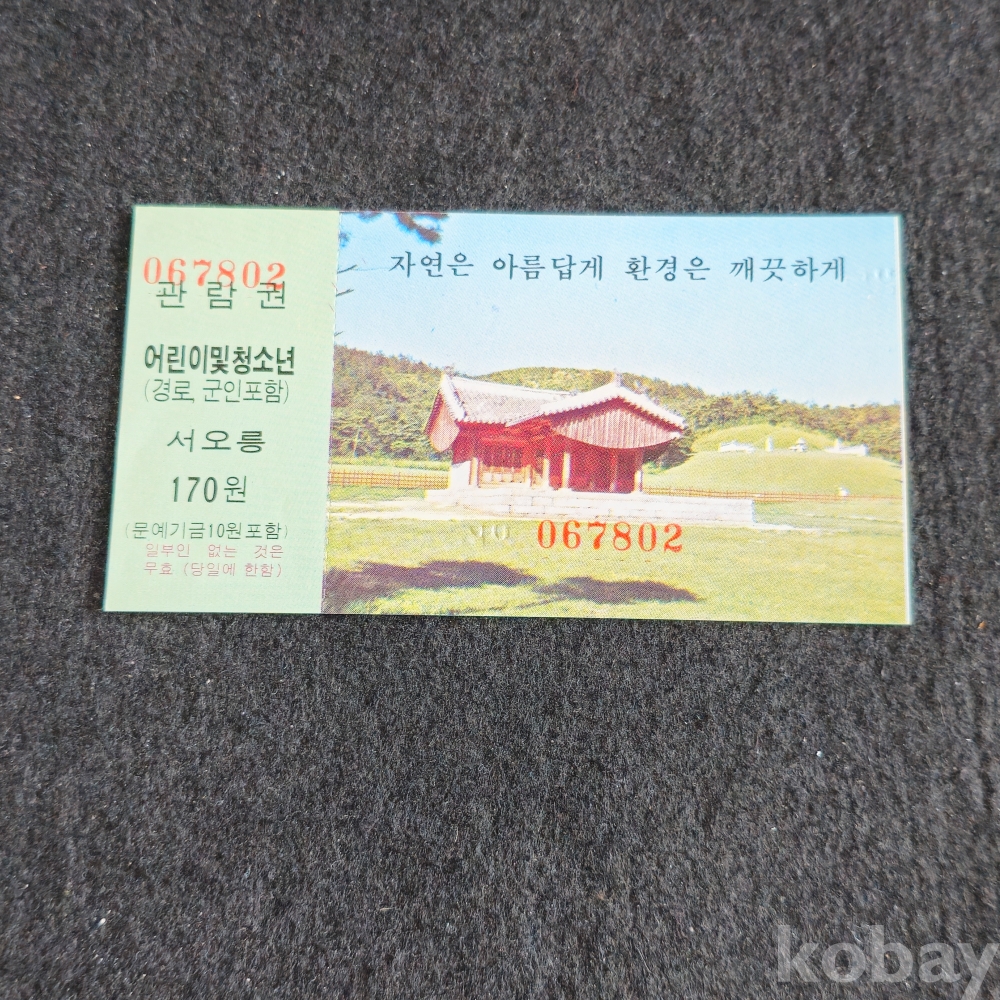 067802
관 람 권
어린이및청소년
(경로, 군인포함)
서오릉
170원
(문예기금10원포함)
일부인 없는 것은
무효 (당일에 한함)
자연은 아름답게 환경은 깨끗하게
067802
kobay